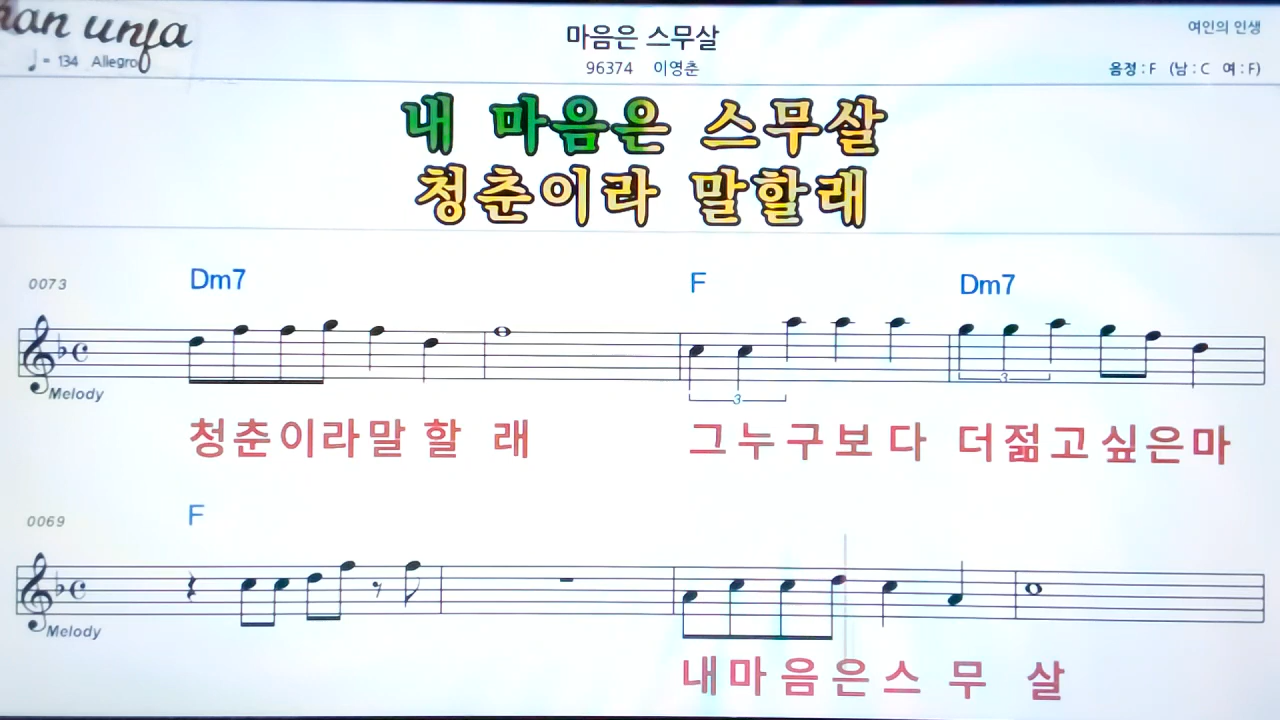 마음은 스무살
여인의 인생
♩= 134 Allegro
96374 이영춘
음정 : F (남 : C 여 : F)
내 마음은 스무살
청춘이라 말할래
0073 Dm7 F Dm7
3 3
Melody
청춘이라말 할 래 그누구보다 더젊고싶은마
0069 F
Melody
내마음은스 무 살